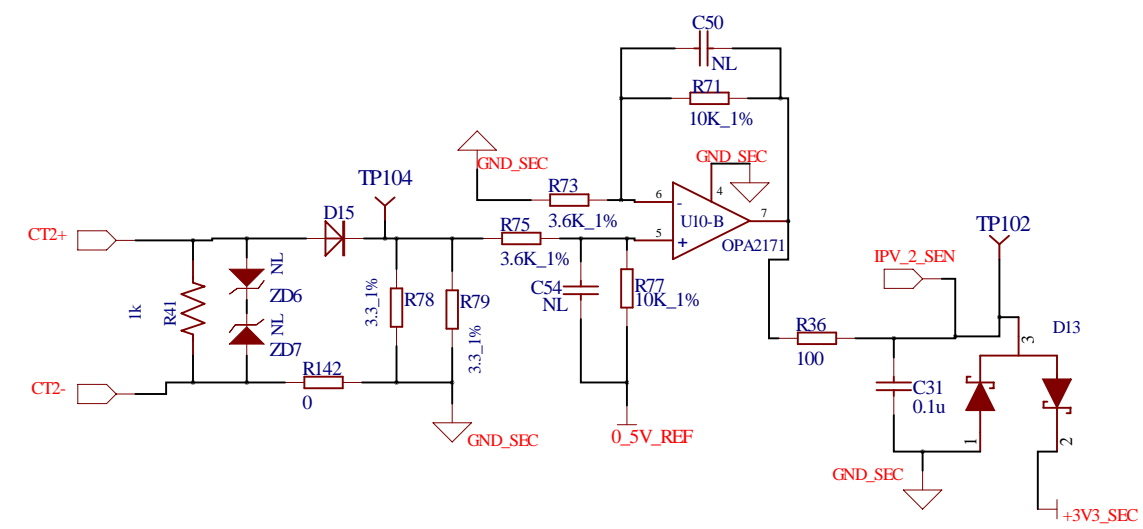 C50
NL
R71
10K_1%
GND_SEC
GND_SEC
TP104
R73
6
4
3.6K_1%
U10-B
7
D15
R75
5
OPA2171
TP102
CT2+
3.6K_1%
IPV_2_SEN
NL
ZD6
C54
NL
R77
10K_1%
1k
R41
3.3_1%
R78
R79
3.3_1%
NL
ZD7
R36
100
3
D13
R142
0
CT2-
C31
0.1u
GND_SEC
0_5V_REF
1
2
GND_SEC
+3V3_SEC
-
+